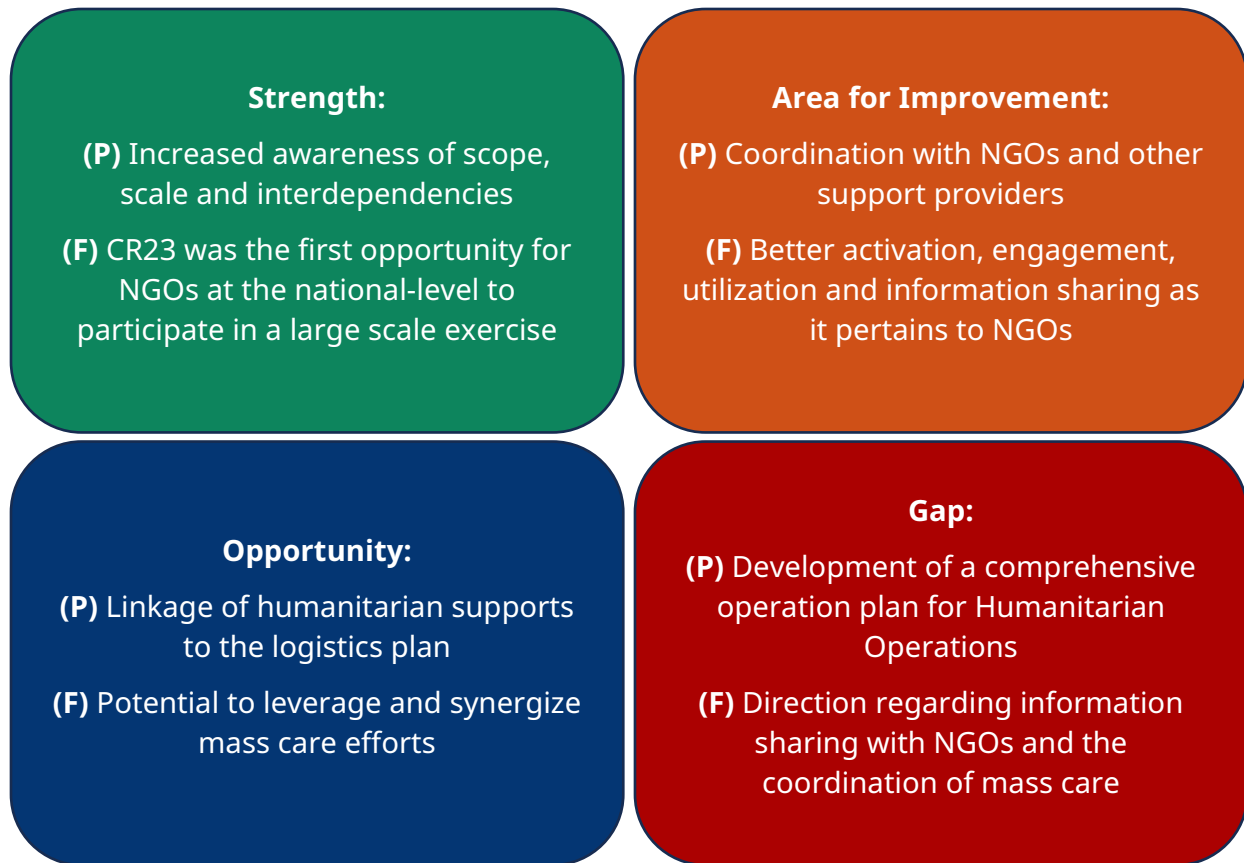 Strength:
(P) Increased awareness of scope,
scale and interdependencies
(F) CR23 was the first opportunity for
NGOs at the national-level to
participate in a large scale exercise
Area for Improvement:
(P) Coordination with NGOs and other
support providers
(F) Better activation, engagement,
utilization and information sharing as
it pertains to NGOs
Opportunity:
(P) Linkage of humanitarian supports
to the logistics plan
(F) Potential to leverage and synergize
mass care efforts
Gap:
(P) Development of a comprehensive
operation plan for Humanitarian
Operations
(F) Direction regarding information
sharing with NGOs and the
coordination of mass care